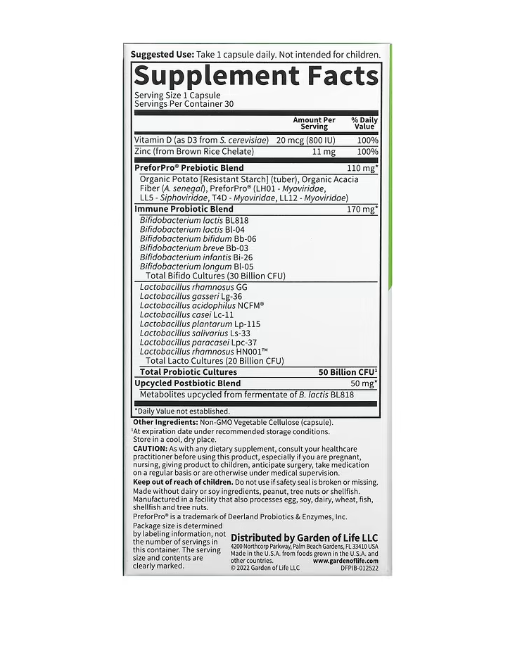 Suggested Use: Take 1 capsule daily. Not intended for children.
Supplement Facts
Serving Size 1 Capsule
Servings Per Container 30
Amount Per Serving % Daily Value
Vitamin D (as D3 from S. cerevisiae) 20 mcg (800 IU) 100%
Zinc (from Brown Rice Chelate) 11 mg 100%
PreforPro® Prebiotic Blend 110 mg*
Organic Potato [Resistant Starch] (tuber), Organic Acacia
Fiber (A. senegal), PreforPro® (LH01 - Myoviridae,
LL5 - Siphoviridae, T4D - Myoviridae, LL12 - Myoviridae)
Immune Probiotic Blend 170 mg*
Bifidobacterium lactis BL818
Bifidobacterium lactis Bl-04
Bifidobacterium bifidum Bb-06
Bifidobacterium breve Bb-03
Bifidobacterium infantis Bi-26
Bifidobacterium longum Bl-05
Total Bifido Cultures (30 Billion CFU)
Lactobacillus rhamnosus GG
Lactobacillus gasseri Lg-36
Lactobacillus acidophilus NCFM®
Lactobacillus casei Lc-11
Lactobacillus plantarum Lp-115
Lactobacillus salivarius Ls-33
Lactobacillus paracasei Lpc-37
Lactobacillus rhamnosus HN001™
Total Lacto Cultures (20 Billion CFU)
Total Probiotic Cultures 50 Billion CFU¹
Upcycled Postbiotic Blend 50 mg*
Metabolites upcycled from fermentate of B. lactis BL818
*Daily Value not established.
Other Ingredients: Non-GMO Vegetable Cellulose (capsule).
¹At expiration date under recommended storage conditions.
Store in a cool, dry place.
CAUTION: As with any dietary supplement, consult your healthcare
practitioner before using this product, especially if you are pregnant,
nursing, giving product to children, anticipate surgery, take medication
on a regular basis or are otherwise under medical supervision.
Keep out of reach of children. Do not use if safety seal is broken or missing.
Made without dairy or soy ingredients, peanut, tree nuts or shellfish.
Manufactured in a facility that also processes egg, soy, dairy, wheat, fish,
shellfish and tree nuts.
PreforPro® is a trademark of Deerland Probiotics & Enzymes, Inc.
Package size is determined
by labeling information, not
the number of servings in
this container. The serving
size and contents are
clearly marked.
Distributed by Garden of Life LLC
4200 Northcorp Parkway, Palm Beach Gardens, FL 33410 USA
Made in the U.S.A. from foods grown in the U.S.A. and
other countries. www.gardenoflife.com
© 2022 Garden of Life LLC DFPIB-012522